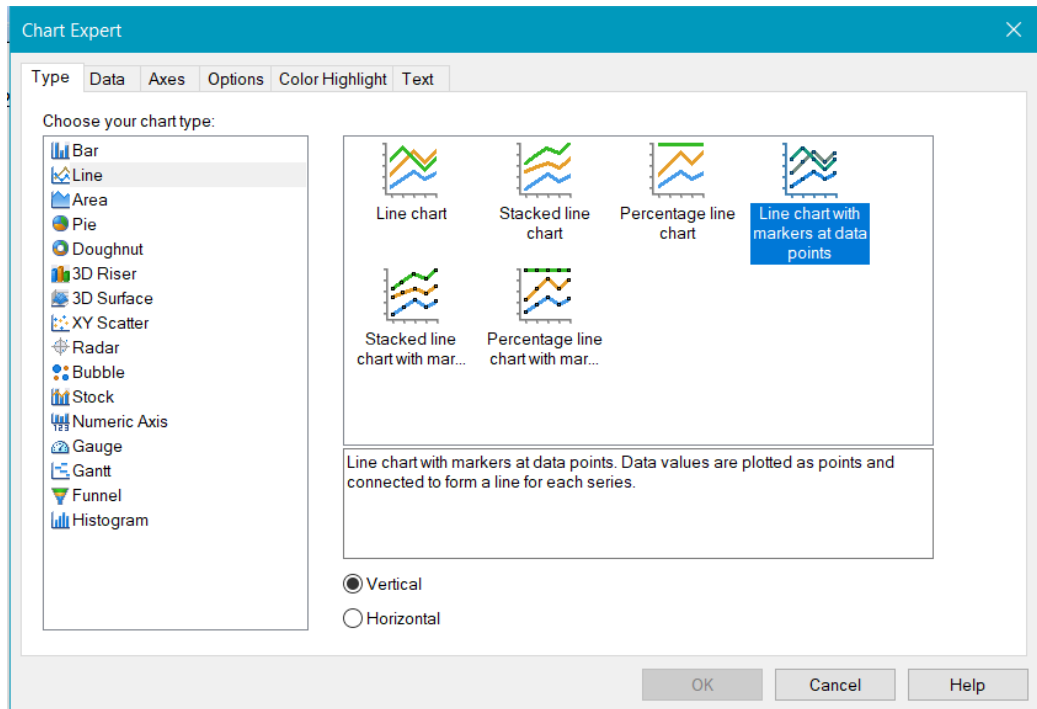 Chart Expert
Type Data Axes Options Color Highlight Text
Choose your chart type:
Bar
Line
Area
Pie
Doughnut
3D Riser
3D Surface
XY Scatter
Radar
Bubble
Stock
Numeric Axis
Gauge
Gantt
Funnel
Histogram
Line chart
Stacked line
chart
Percentage line
chart
Line chart with
markers at data
points
Stacked line
chart with mar...
Percentage line
chart with mar...
Line chart with markers at data points. Data values are plotted as points and
connected to form a line for each series.
Vertical
Horizontal
OK Cancel Help